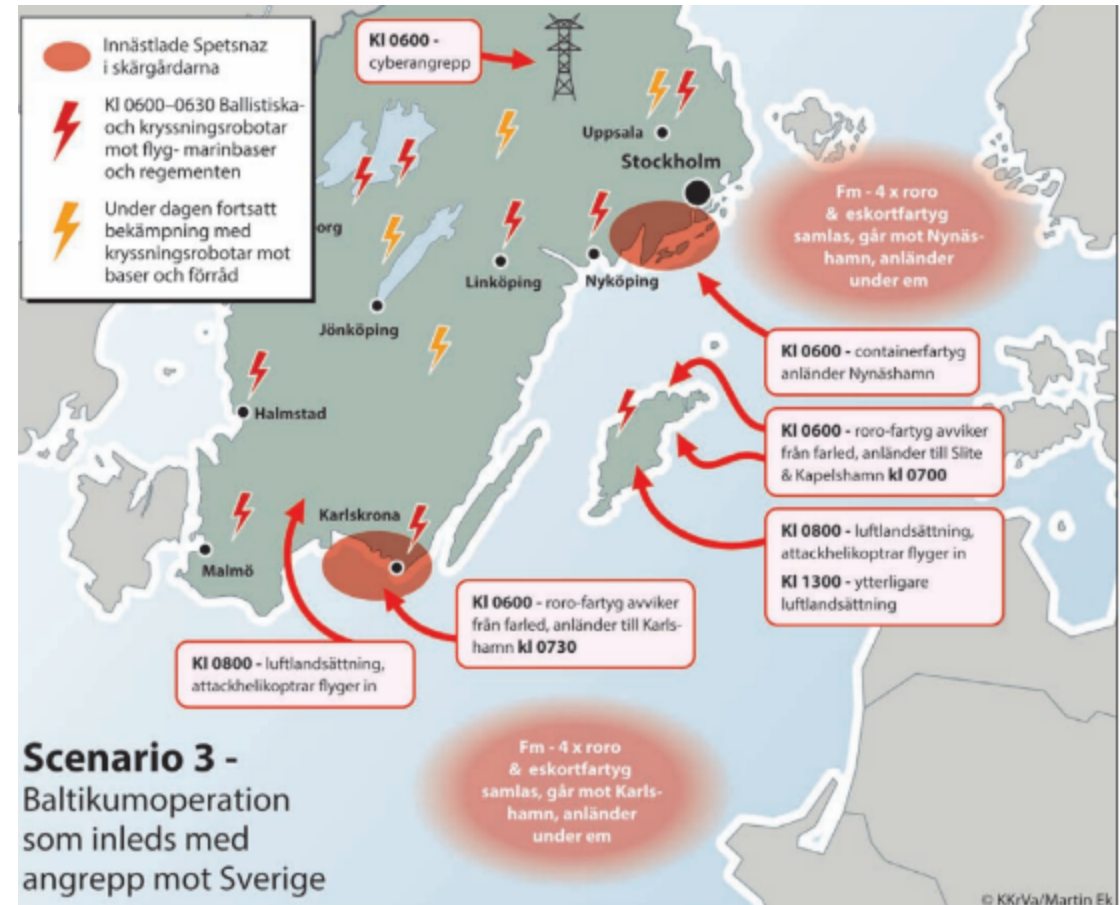 Innästlade Spetsnaz
i skärgårdarna
Kl 0600–0630 Ballistiska-
och kryssningsrobotar
mot flyg- marinbaser
och regementen
Under dagen fortsatt
bekämpning med
kryssningsrobotar mot
baser och förråd
Kl 0600 -
cyberangrepp
Uppsala
Stockholm
Fm - 4 x roro
& eskortfartyg
samlas, går mot Nynäs-
hamn, anländer
under em
org
Linköping
Nyköping
Jönköping
Kl 0600 - containerfartyg
anländer Nynäshamn
Halmstad
Kl 0600 - roro-fartyg avviker
från farled, anländer till Slite
& Kapelshamn kl 0700
Karlskrona
Malmö
Kl 0800 - luftlandsättning,
attackhelikoptrar flyger in
Kl 1300 - ytterligare
luftlandsättning
Kl 0600 - roro-fartyg avviker
från farled, anländer till Karls-
hamn kl 0730
Kl 0800 - luftlandsättning,
attackhelikoptrar flyger in
Scenario 3 -
Baltikumoperation
som inleds med
angrepp mot Sverige
Fm - 4 x roro
& eskortfartyg
samlas, går mot Karls-
hamn, anländer
under em
© KKrVa/Martin Ek